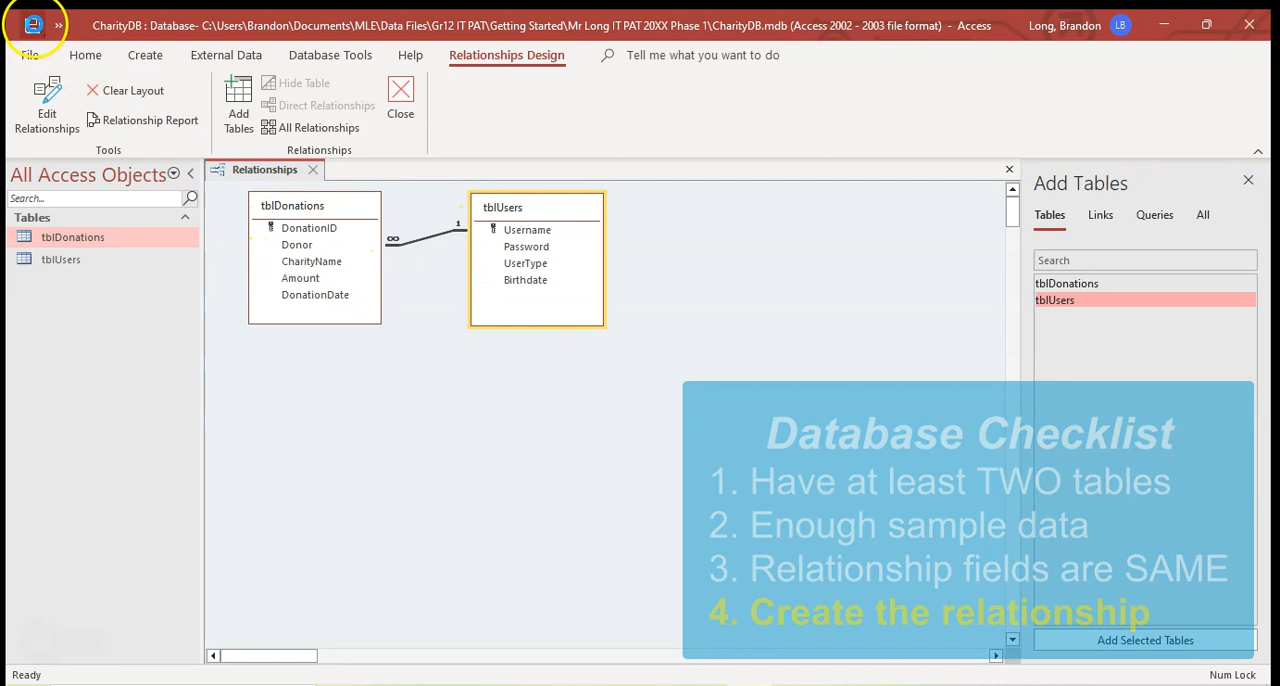 CharityDB : Database- C:\Users\Brandon\Documents\MLE\Data Files\Gr12 IT PAT\Getting Started\Mr Long IT PAT 20XX Phase 1\CharityDB.mdb (Access 2002 - 2003 file format) - Access
Long, Brandon LB
File Home Create External Data Database Tools Help Relationships Design Tell me what you want to do
Edit Relationships
Clear Layout
Relationship Report
Tools
Add Tables
Hide Table
Direct Relationships
All Relationships
Close
Relationships
All Access Objects
Search...
Tables
tblDonations
tblUsers
Relationships
tblDonations
DonationID
Donor
CharityName
Amount
DonationDate
∞
1
tblUsers
Username
Password
UserType
Birthdate
Add Tables
Tables Links Queries All
Search
tblDonations
tblUsers
Add Selected Tables
Database Checklist
1. Have at least TWO tables
2. Enough sample data
3. Relationship fields are SAME
4. Create the relationship
Ready
Num Lock